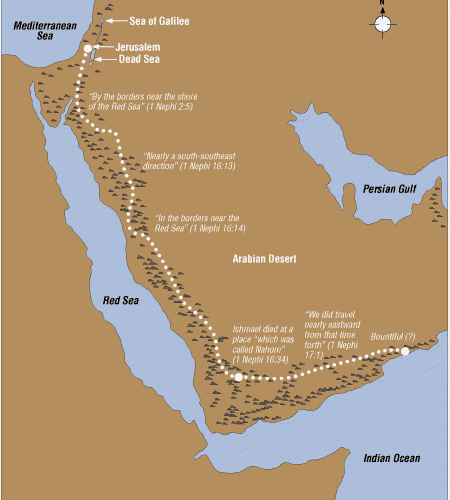 N
Mediterranean
Sea
Sea of Galilee
Jerusalem
Dead Sea
"By the borders near the shore
of the Red Sea" (1 Nephi 2:5)
"Nearly a south-southeast
direction" (1 Nephi 16:13)
Persian Gulf
"In the borders near the
Red Sea" (1 Nephi 16:14)
Arabian Desert
Red Sea
Ishmael died at a
place "which was
called Nahom"
(1 Nephi 16:34)
"We did travel
nearly eastward
from that time
forth" (1 Nephi
17:1)
Bountiful (?)
Indian Ocean